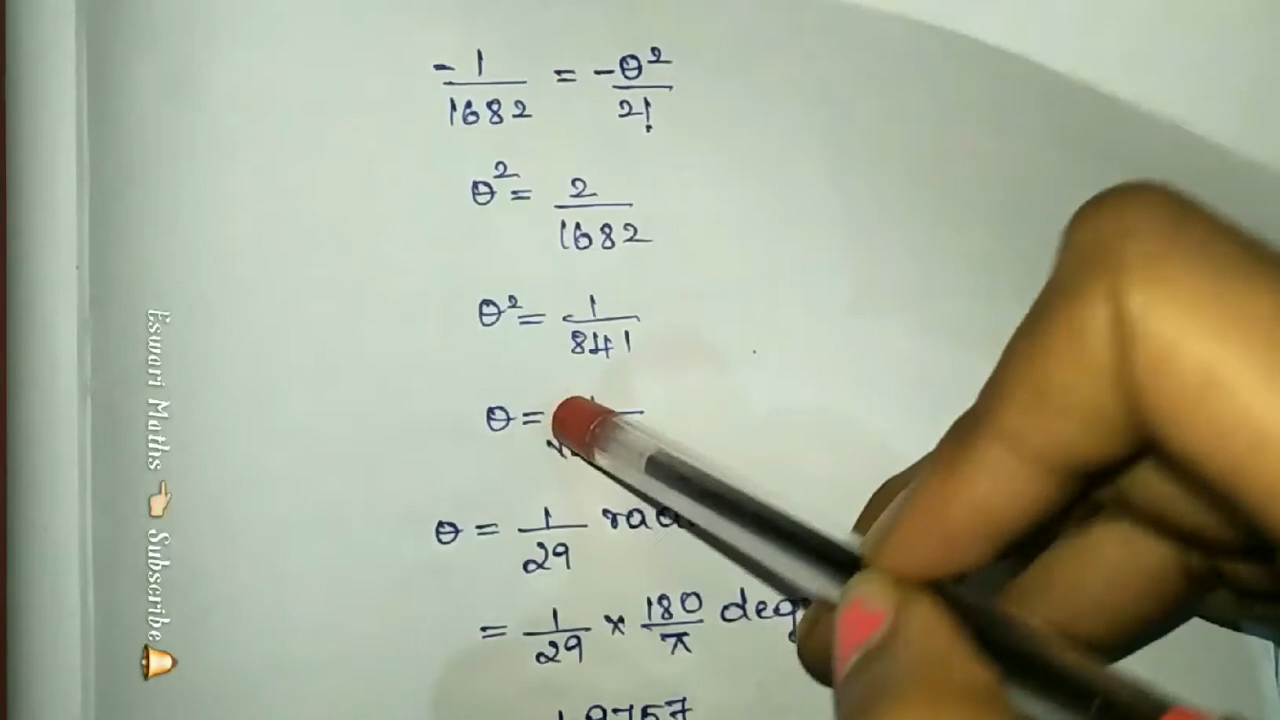 -1/1682 = -θ²/2!
θ² = 2/1682
θ² = 1/841
θ =
θ = 1/29
= 1/29 × 180/π
Eswari Maths 👈 Subscribe🔔